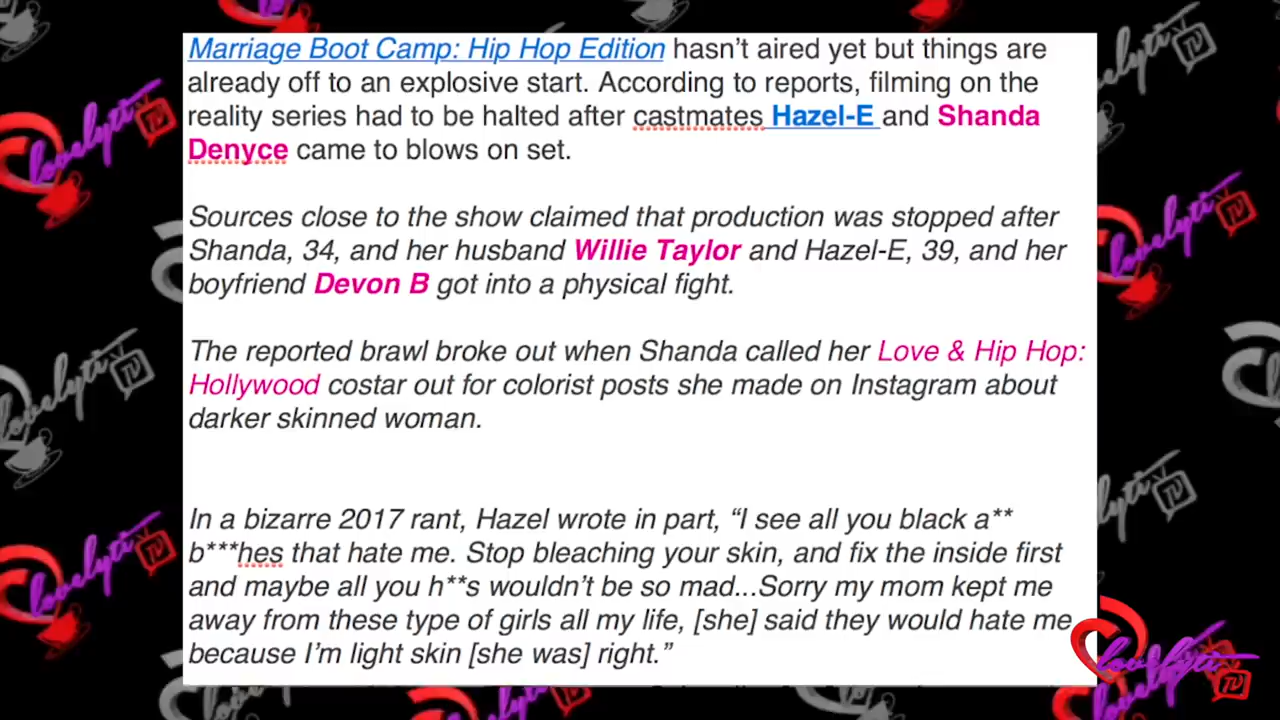 Marriage Boot Camp: Hip Hop Edition hasn't aired yet but things are
already off to an explosive start. According to reports, filming on the
reality series had to be halted after castmates Hazel-E and Shanda
Denyce came to blows on set.
Sources close to the show claimed that production was stopped after
Shanda, 34, and her husband Willie Taylor and Hazel-E, 39, and her
boyfriend Devon B got into a physical fight.
The reported brawl broke out when Shanda called her Love & Hip Hop:
Hollywood costar out for colorist posts she made on Instagram about
darker skinned woman.
In a bizarre 2017 rant, Hazel wrote in part, “I see all you black a**
b***hes that hate me. Stop bleaching your skin, and fix the inside first
and maybe all you h**s wouldn't be so mad...Sorry my mom kept me
away from these type of girls all my life, [she] said they would hate me
because I'm light skin [she was] right.”
Lovelyti TV